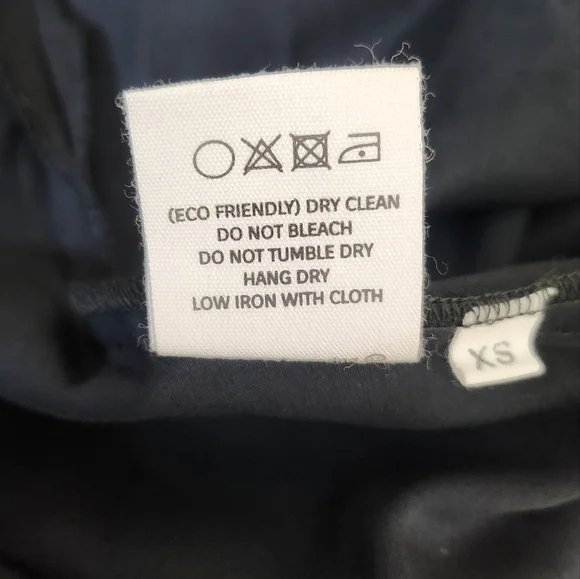 (ECO FRIENDLY) DRY CLEAN
DO NOT BLEACH
DO NOT TUMBLE DRY
HANG DRY
LOW IRON WITH CLOTH
XS